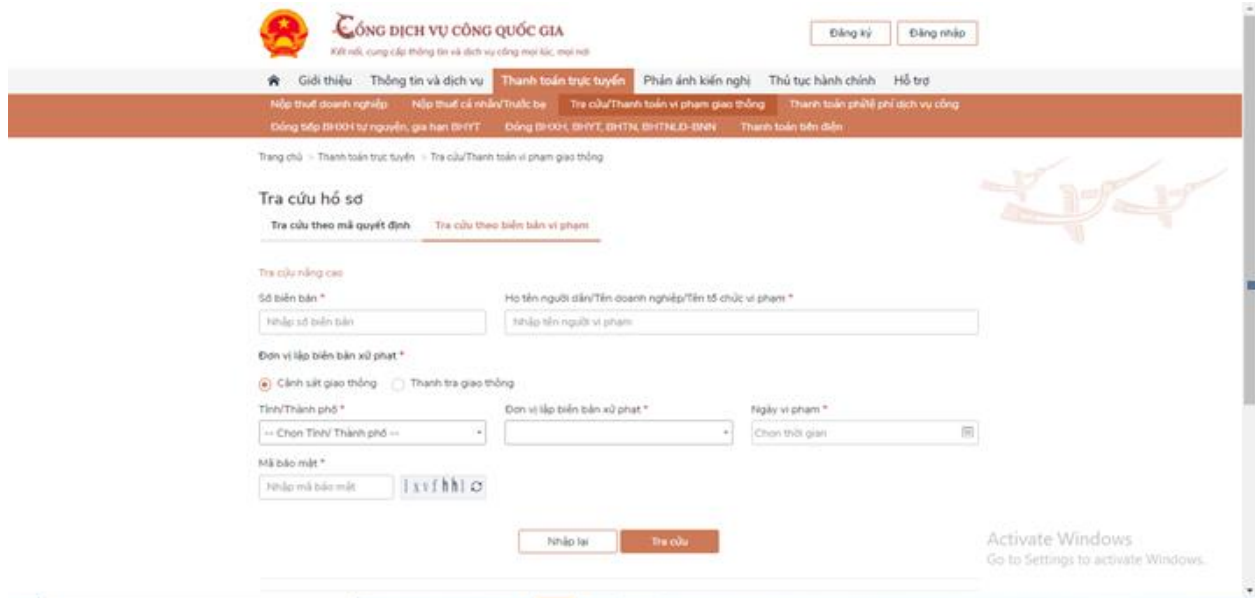 CỔNG DỊCH VỤ CÔNG QUỐC GIA
Kết nối, cung cấp thông tin và dịch vụ công mọi lúc, mọi nơi
Đăng ký Đăng nhập
Giới thiệu Thông tin và dịch vụ Thanh toán trực tuyến Phản ánh kiến nghị Thủ tục hành chính Hỗ trợ
Nộp thuế doanh nghiệp Nộp thuế cá nhân/Trước bạ Tra cứu/Thanh toán vi phạm giao thông Thanh toán phí/lệ phí dịch vụ công
Đóng tiếp BHXH tự nguyện, gia hạn BHYT Đóng BHXH, BHYT, BHTN, BHTNLĐ-BNN Thanh toán tiền điện
Trang chủ > Thanh toán trực tuyến > Tra cứu/Thanh toán vi phạm giao thông
Tra cứu hồ sơ
Tra cứu theo mã quyết định Tra cứu theo biên bản vi phạm
Tra cứu nâng cao
Số biên bản * Họ tên người dân/Tên doanh nghiệp/Tên tổ chức vi phạm *
Nhập số biên bản Nhập tên người vi phạm
Đơn vị lập biên bản xử phạt *
Cảnh sát giao thông Thanh tra giao thông
Tỉnh/Thành phố * Đơn vị lập biên bản xử phạt * Ngày vi phạm *
-- Chọn Tỉnh/ Thành phố -- Chọn thời gian
Mã bảo mật *
Nhập mã bảo mật
Nhập lại Tra cứu
Activate Windows
Go to Settings to activate Windows.